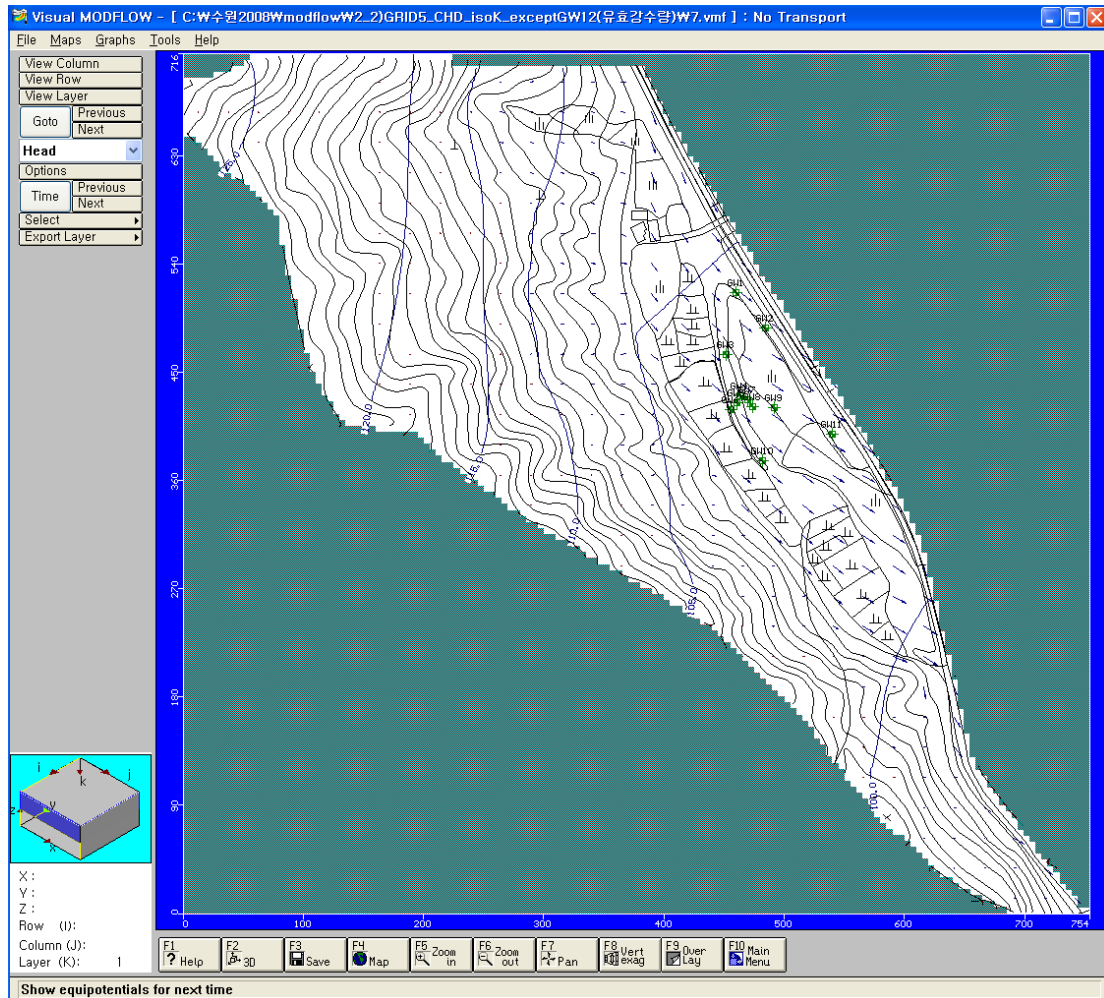 Visual MODFLOW - [ C:₩수원2008₩modflow₩2_2)GRID5_CHD_isoK_exceptGW12(유효강수량)₩7.vmf ] : No Transport
File Maps Graphs Tools Help
View Column
View Row
View Layer
Goto
Previous
Next
Head
Options
Time
Previous
Next
Select
Export Layer
716
630
540
450
360
270
180
90
0
0
100
200
300
400
500
600
700
754
125.0
120.0
115.0
110.0
105.0
100.0
GW1
GW2
GW3
GW8
GW9
GW11
GW10
i
j
k
z
y
x
X :
Y :
Z :
Row (I):
Column (J):
Layer (K): 1
F1 ? Help
F2 3D
F3 Save
F4 Map
F5 Zoom in
F6 Zoom out
F7 Pan
F8 Vert exag
F9 Over Lay
F10 Main Menu
Show equipotentials for next time